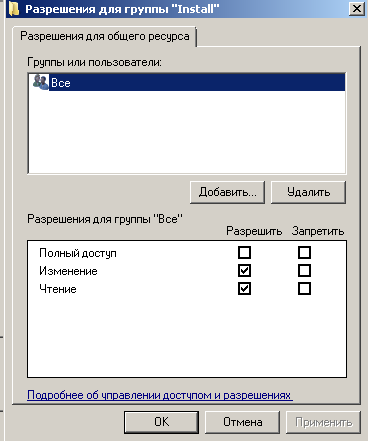 Разрешения для группы "Install"
Разрешения для общего ресурса
Группы или пользователи:
Все
Добавить... Удалить
Разрешения для группы "Все" Разрешить Запретить
Полный доступ
Изменение
Чтение
Подробнее об управлении доступом и разрешениях
OK Отмена Применить